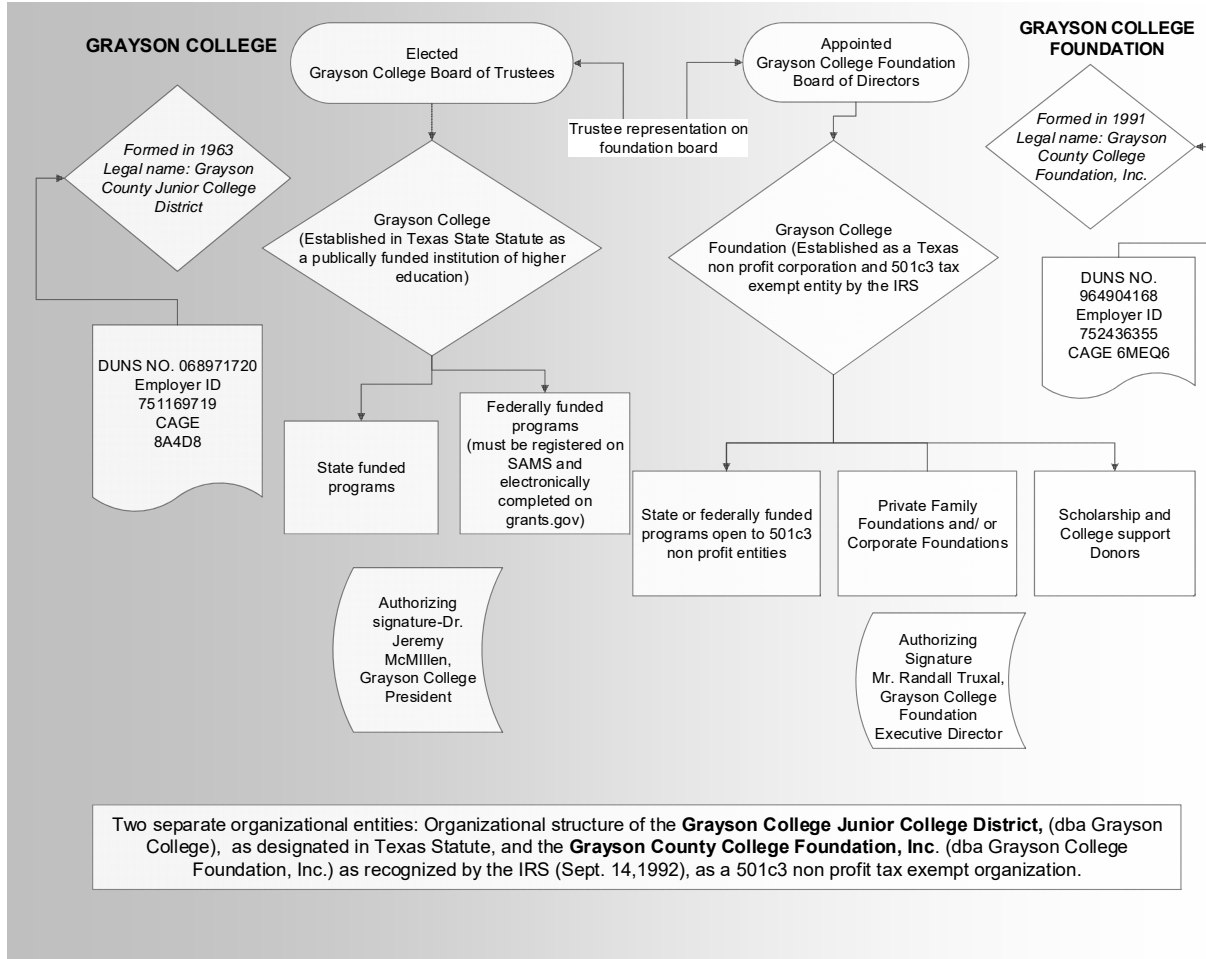 GRAYSON COLLEGE
Elected
Grayson College Board of Trustees
Appointed
Grayson College Foundation
Board of Directors
GRAYSON COLLEGE
FOUNDATION
Trustee representation on
foundation board
Formed in 1963
Legal name: Grayson
County Junior College
District
Formed in 1991
Legal name: Grayson
County College
Foundation, Inc.
Grayson College
(Established in Texas State Statute as
a publically funded institution of higher
education)
Grayson College
Foundation (Established as a Texas
non profit corporation and 501c3 tax
exempt entity by the IRS
DUNS NO. 068971720
Employer ID
751169719
CAGE
8A4D8
DUNS NO.
964904168
Employer ID
752436355
CAGE 6MEQ6
State funded
programs
Federally funded
programs
(must be registered on
SAMS and
electronically
completed on
grants.gov)
State or federally funded
programs open to 501c3
non profit entities
Private Family
Foundations and/ or
Corporate Foundations
Scholarship and
College support
Donors
Authorizing
signature-Dr.
Jeremy
McMIllen,
Grayson College
President
Authorizing
Signature
Mr. Randall Truxal,
Grayson College
Foundation
Executive Director
Two separate organizational entities: Organizational structure of the Grayson College Junior College District, (dba Grayson
College), as designated in Texas Statute, and the Grayson County College Foundation, Inc. (dba Grayson College
Foundation, Inc.) as recognized by the IRS (Sept. 14,1992), as a 501c3 non profit tax exempt organization.